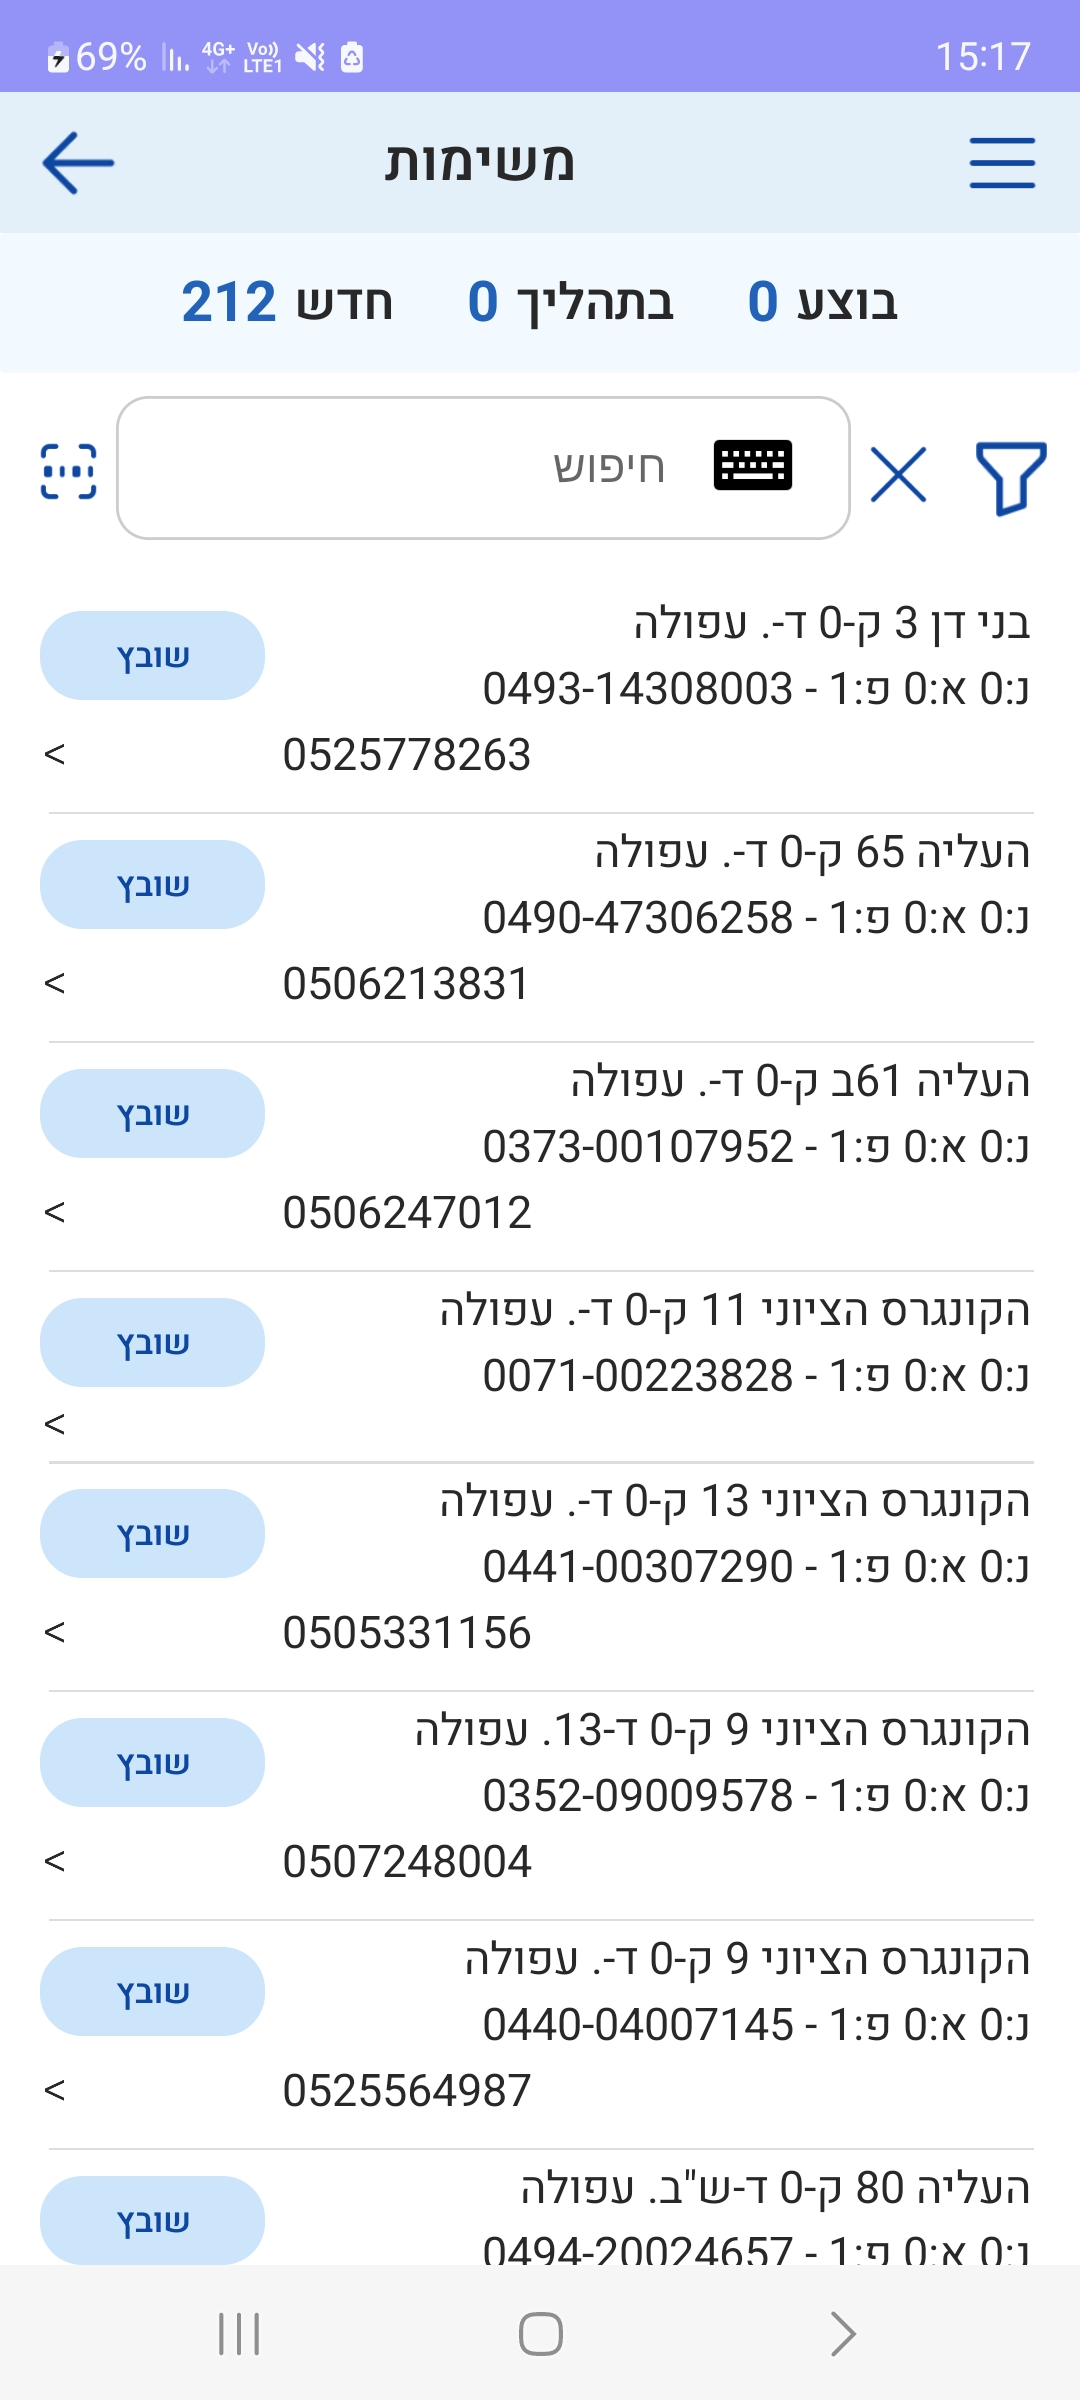 69% 4G+ Vo)) LTE1 15:17
משימות
בוצע 0 בתהליך 0 חדש 212
חיפוש
בני דן 3 ק-0 ד-. עפולה
שובץ
נ:0 א:0 פ:1 - 0493-14308003
0525778263
>
העליה 65 ק-0 ד-. עפולה
שובץ
נ:0 א:0 פ:1 - 0490-47306258
0506213831
>
העליה 61ב ק-0 ד-. עפולה
שובץ
נ:0 א:0 פ:1 - 0373-00107952
0506247012
>
הקונגרס הציוני 11 ק-0 ד-. עפולה
שובץ
נ:0 א:0 פ:1 - 0071-00223828
>
הקונגרס הציוני 13 ק-0 ד-. עפולה
שובץ
נ:0 א:0 פ:1 - 0441-00307290
0505331156
>
הקונגרס הציוני 9 ק-0 ד-13. עפולה
שובץ
נ:0 א:0 פ:1 - 0352-09009578
0507248004
>
הקונגרס הציוני 9 ק-0 ד-. עפולה
שובץ
נ:0 א:0 פ:1 - 0440-04007145
0525564987
>
העליה 80 ק-0 ד-ש"ב. עפולה
שובץ
נ:0 א:0 פ:1 - 0494-20024657